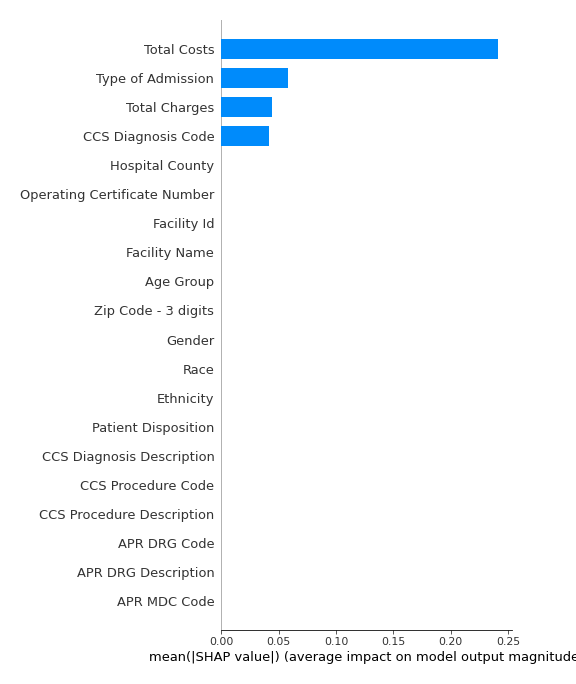 Total Costs
Type of Admission
Total Charges
CCS Diagnosis Code
Hospital County
Operating Certificate Number
Facility Id
Facility Name
Age Group
Zip Code - 3 digits
Gender
Race
Ethnicity
Patient Disposition
CCS Diagnosis Description
CCS Procedure Code
CCS Procedure Description
APR DRG Code
APR DRG Description
APR MDC Code
0.00 0.05 0.10 0.15 0.20 0.25
mean(|SHAP value|) (average impact on model output magnitude